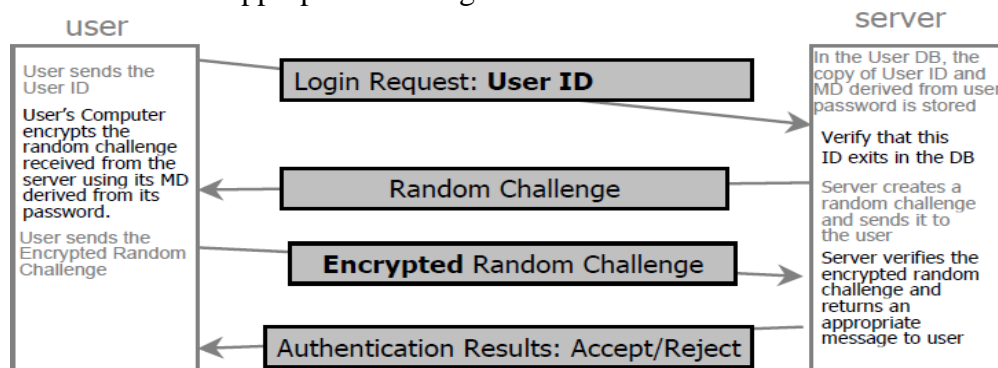 user
server
User sends the
User ID
User's Computer
encrypts the
random challenge
received from the
server using its MD
derived from its
password.
User sends the
Encrypted Random
Challenge
Login Request: User ID
Random Challenge
Encrypted Random Challenge
Authentication Results: Accept/Reject
In the User DB, the
copy of User ID and
MD derived from user
password is stored
Verify that this
ID exits in the DB
Server creates a
random challenge
and sends it to
the user
Server verifies the
encrypted random
challenge and
returns an
appropriate
message to user